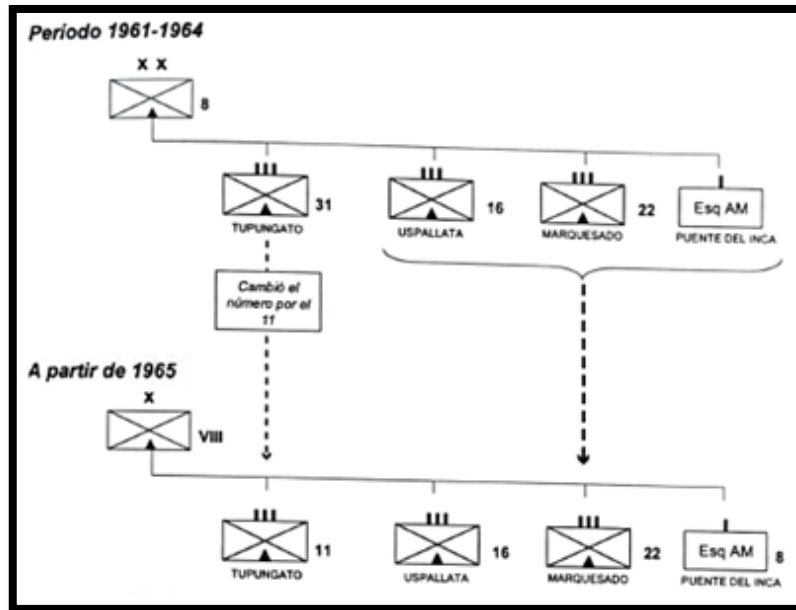 Período 1961-1964
X X
8
III III III I
31 16 22 Esq AM
TUPUNGATO USPALLATA MARQUESADO PUENTE DEL INCA
Cambió el
número por el
11
A partir de 1965
X
VIII
III III III I
11 16 22 Esq AM 8
TUPUNGATO USPALLATA MARQUESADO PUENTE DEL INCA